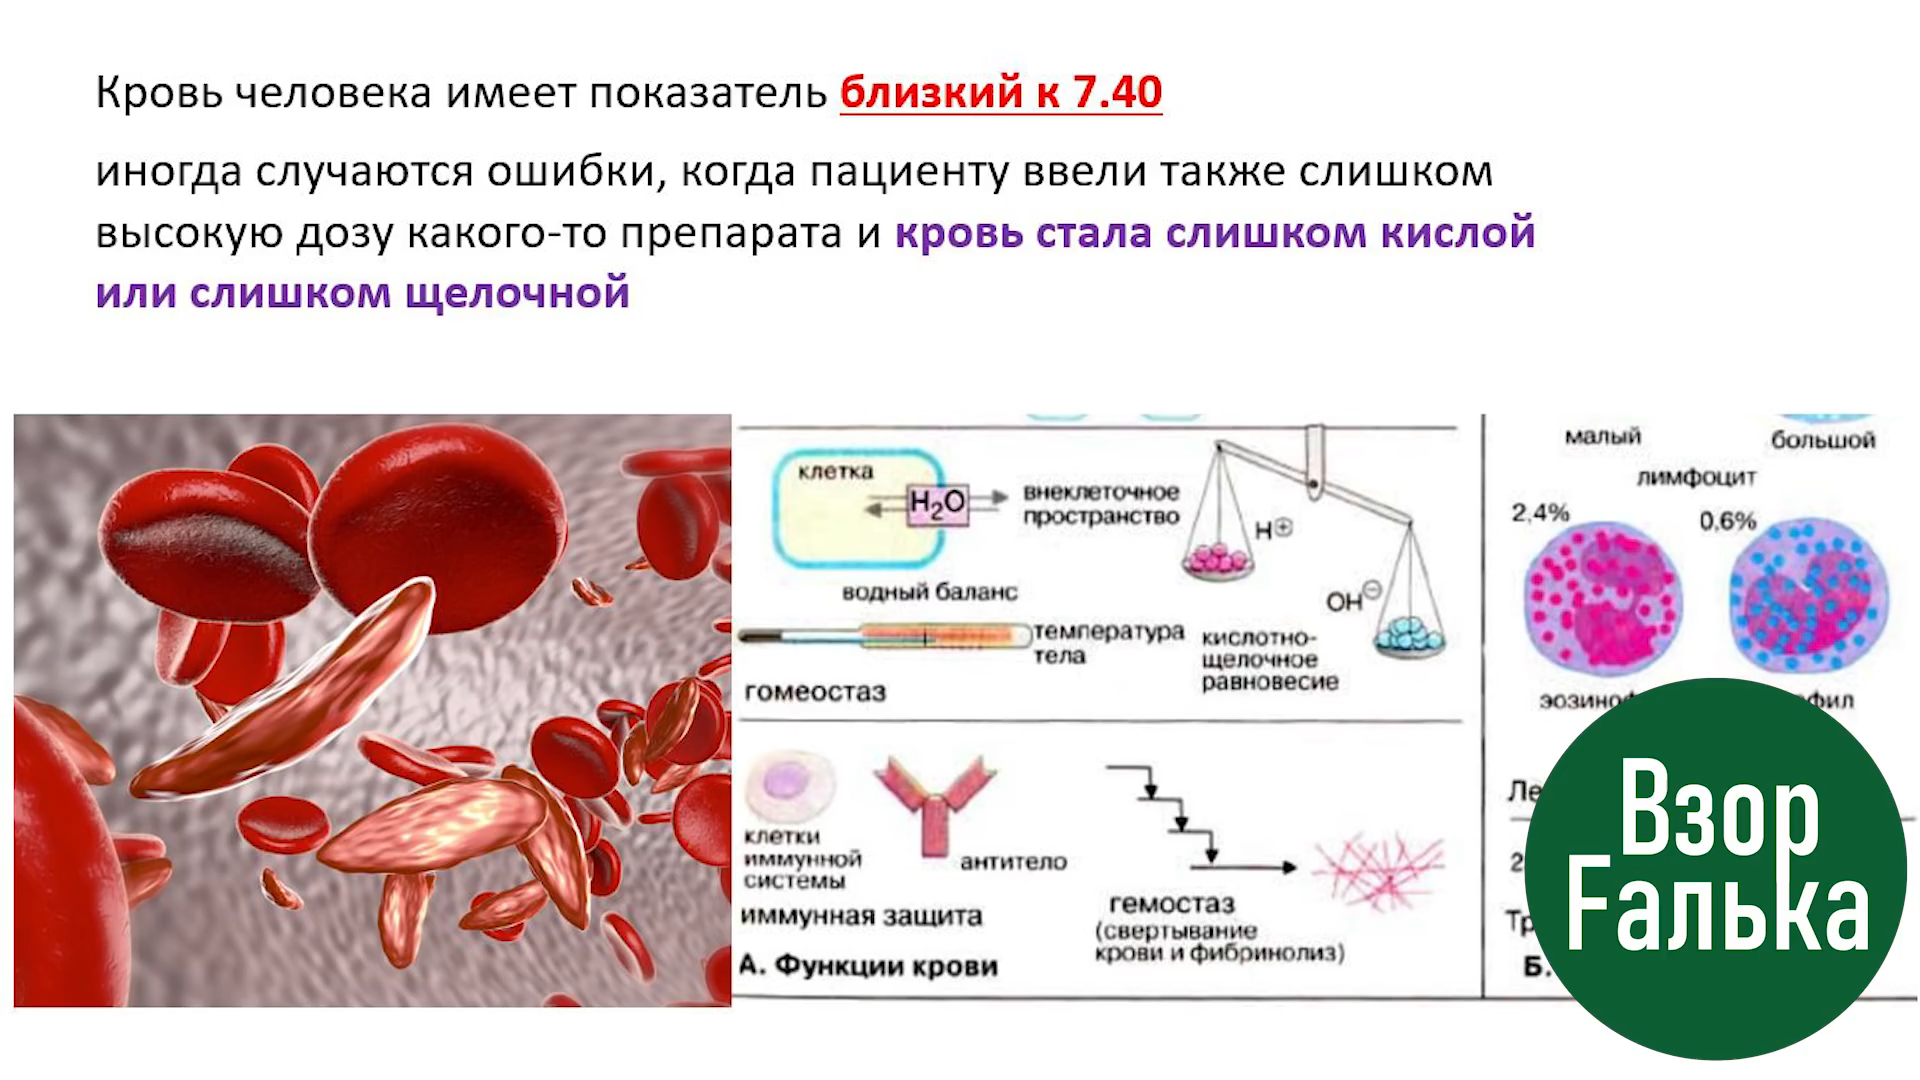 Кровь человека имеет показатель близкий к 7.40
иногда случаются ошибки, когда пациенту ввели также слишком
высокую дозу какого-то препарата и кровь стала слишком кислой
или слишком щелочной
клетка
H₂O
внеклеточное
пространство
водный баланс
температура
тела
гомеостаз
H⊕
OH⊖
кислотно-
щелочное
равновесие
клетки
иммунной
системы
антитело
иммунная защита
гемостаз
(свертывание
крови и фибринолиз)
А. Функции крови
малый
большой
лимфоцит
2,4%
0,6%
Б.
Взор
Fалька